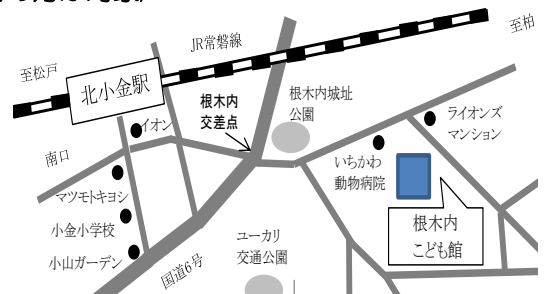 JR常磐線
至柏
至松戸
北小金駅
根木内
交差点
根木内城址
公園
イオン
ライオンズ
マンション
南口
いちかわ
動物病院
マツモトキヨシ
小金小学校
小山ガーデン
ユーカリ
交通公園
根木内
こども館
国道6号